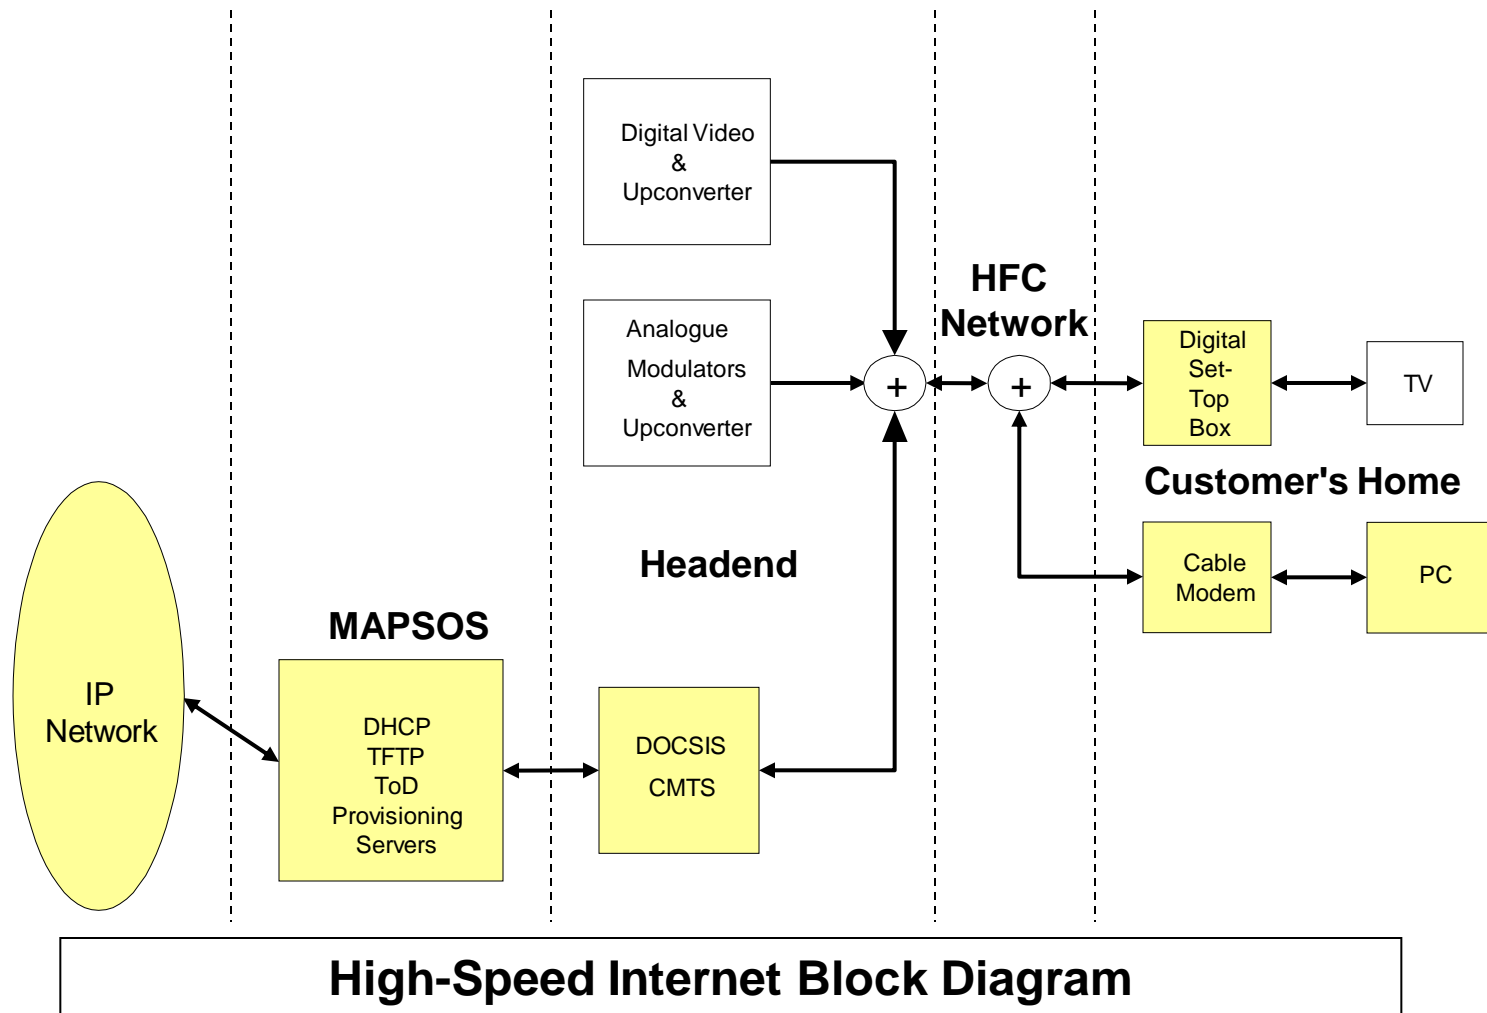 Digital Video
&
Upconverter
HFC
Network
Analogue
Modulators
&
Upconverter
+
+
Digital
Set-
Top
Box
TV
Customer's Home
Headend
Cable
Modem
PC
MAPSOS
IP
Network
DHCP
TFTP
ToD
Provisioning
Servers
DOCSIS
CMTS
High-Speed Internet Block Diagram